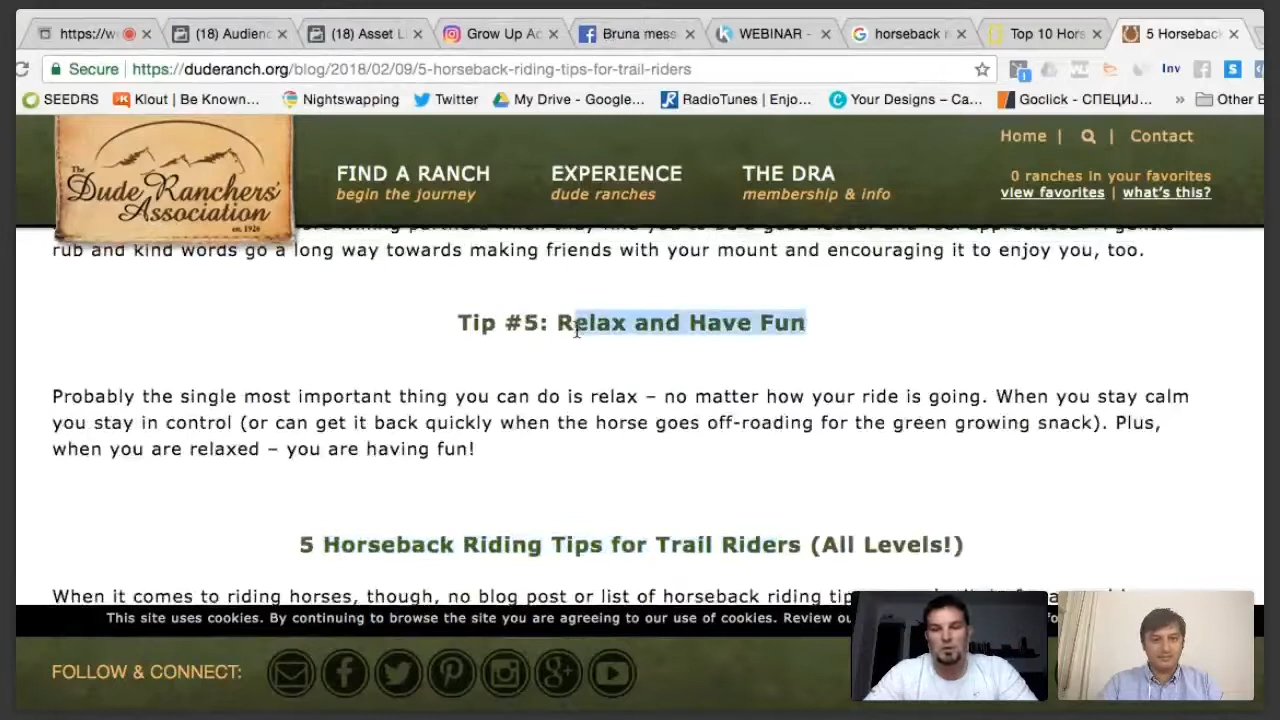 https://w
(18) Audienc
(18) Asset L
Grow Up Ac
Bruna mess
WEBINAR -
horseback r
Top 10 Hors
5 Horseback
Secure
https://duderanch.org/blog/2018/02/09/5-horseback-riding-tips-for-trail-riders
Inv
SEEDRS
Klout | Be Known...
Nightswapping
Twitter
My Drive - Google...
RadioTunes | Enjo...
Your Designs – Ca...
Goclick - СПЕЦИЈ...
»
Other B
Home |
| Contact
The
Dude Ranchers'
Association
est. 1926
FIND A RANCH
begin the journey
EXPERIENCE
dude ranches
THE DRA
membership & info
0 ranches in your favorites
view favorites | what's this?
rub and kind words go a long way towards making friends with your mount and encouraging it to enjoy you, too.
Tip #5: Relax and Have Fun
Probably the single most important thing you can do is relax – no matter how your ride is going. When you stay calm
you stay in control (or can get it back quickly when the horse goes off-roading for the green growing snack). Plus,
when you are relaxed – you are having fun!
5 Horseback Riding Tips for Trail Riders (All Levels!)
When it comes to riding horses, though, no blog post or list of horseback riding tip
This site uses cookies. By continuing to browse the site you are agreeing to our use of cookies. Review ou
FOLLOW & CONNECT: